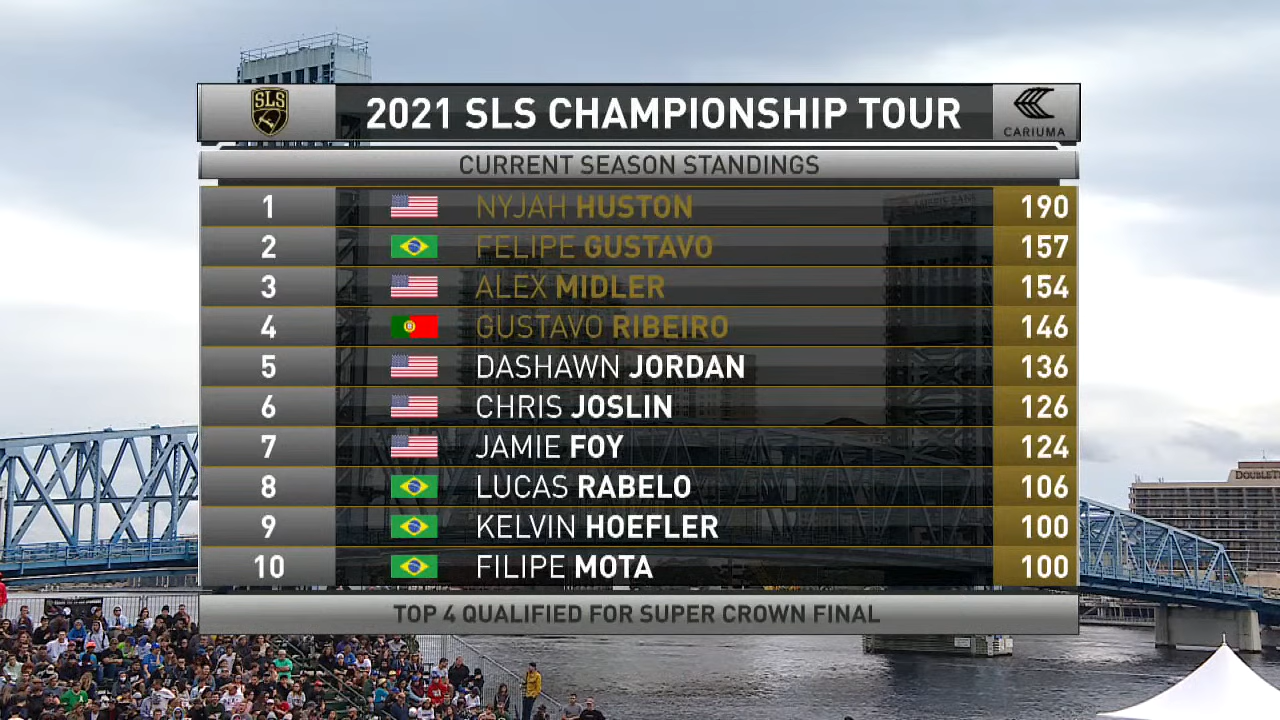 SLS
2021 SLS CHAMPIONSHIP TOUR
CARIUMA
CURRENT SEASON STANDINGS
1 NYJAH HUSTON 190
2 FELIPE GUSTAVO 157
3 ALEX MIDLER 154
4 GUSTAVO RIBEIRO 146
5 DASHAWN JORDAN 136
6 CHRIS JOSLIN 126
7 JAMIE FOY 124
8 LUCAS RABELO 106
9 KELVIN HOEFLER 100
10 FILIPE MOTA 100
TOP 4 QUALIFIED FOR SUPER CROWN FINAL